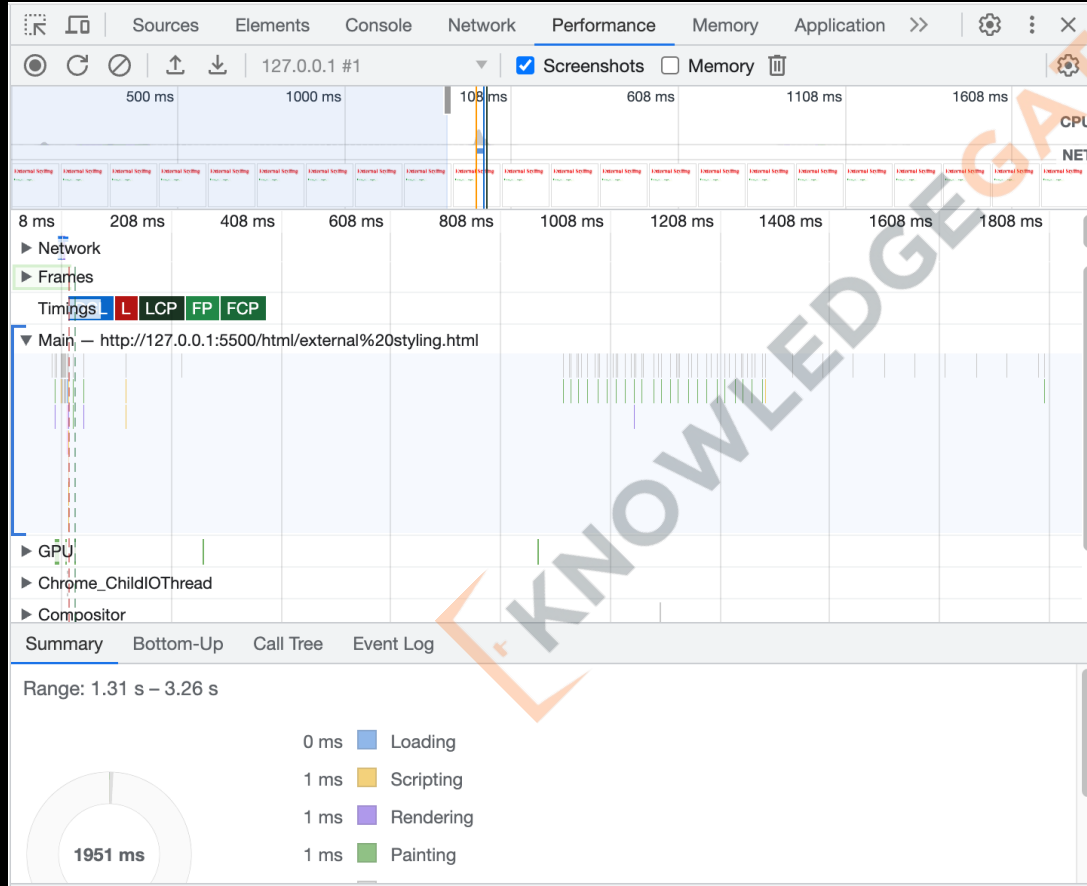 Sources Elements Console Network Performance Memory Application
127.0.0.1 #1 Screenshots Memory
500 ms 1000 ms 108 ms 608 ms 1108 ms 1608 ms
CPU
NET
8 ms 208 ms 408 ms 608 ms 808 ms 1008 ms 1208 ms 1408 ms 1608 ms 1808 ms
Network
Frames
Timings L L LCP FP FCP
Main — http://127.0.0.1:5500/html/external%20styling.html
GPU
Chrome_ChildIOThread
Compositor
Summary Bottom-Up Call Tree Event Log
Range: 1.31 s – 3.26 s
0 ms Loading
1 ms Scripting
1 ms Rendering
1 ms Painting
1951 ms
KNOWLEDGEGA